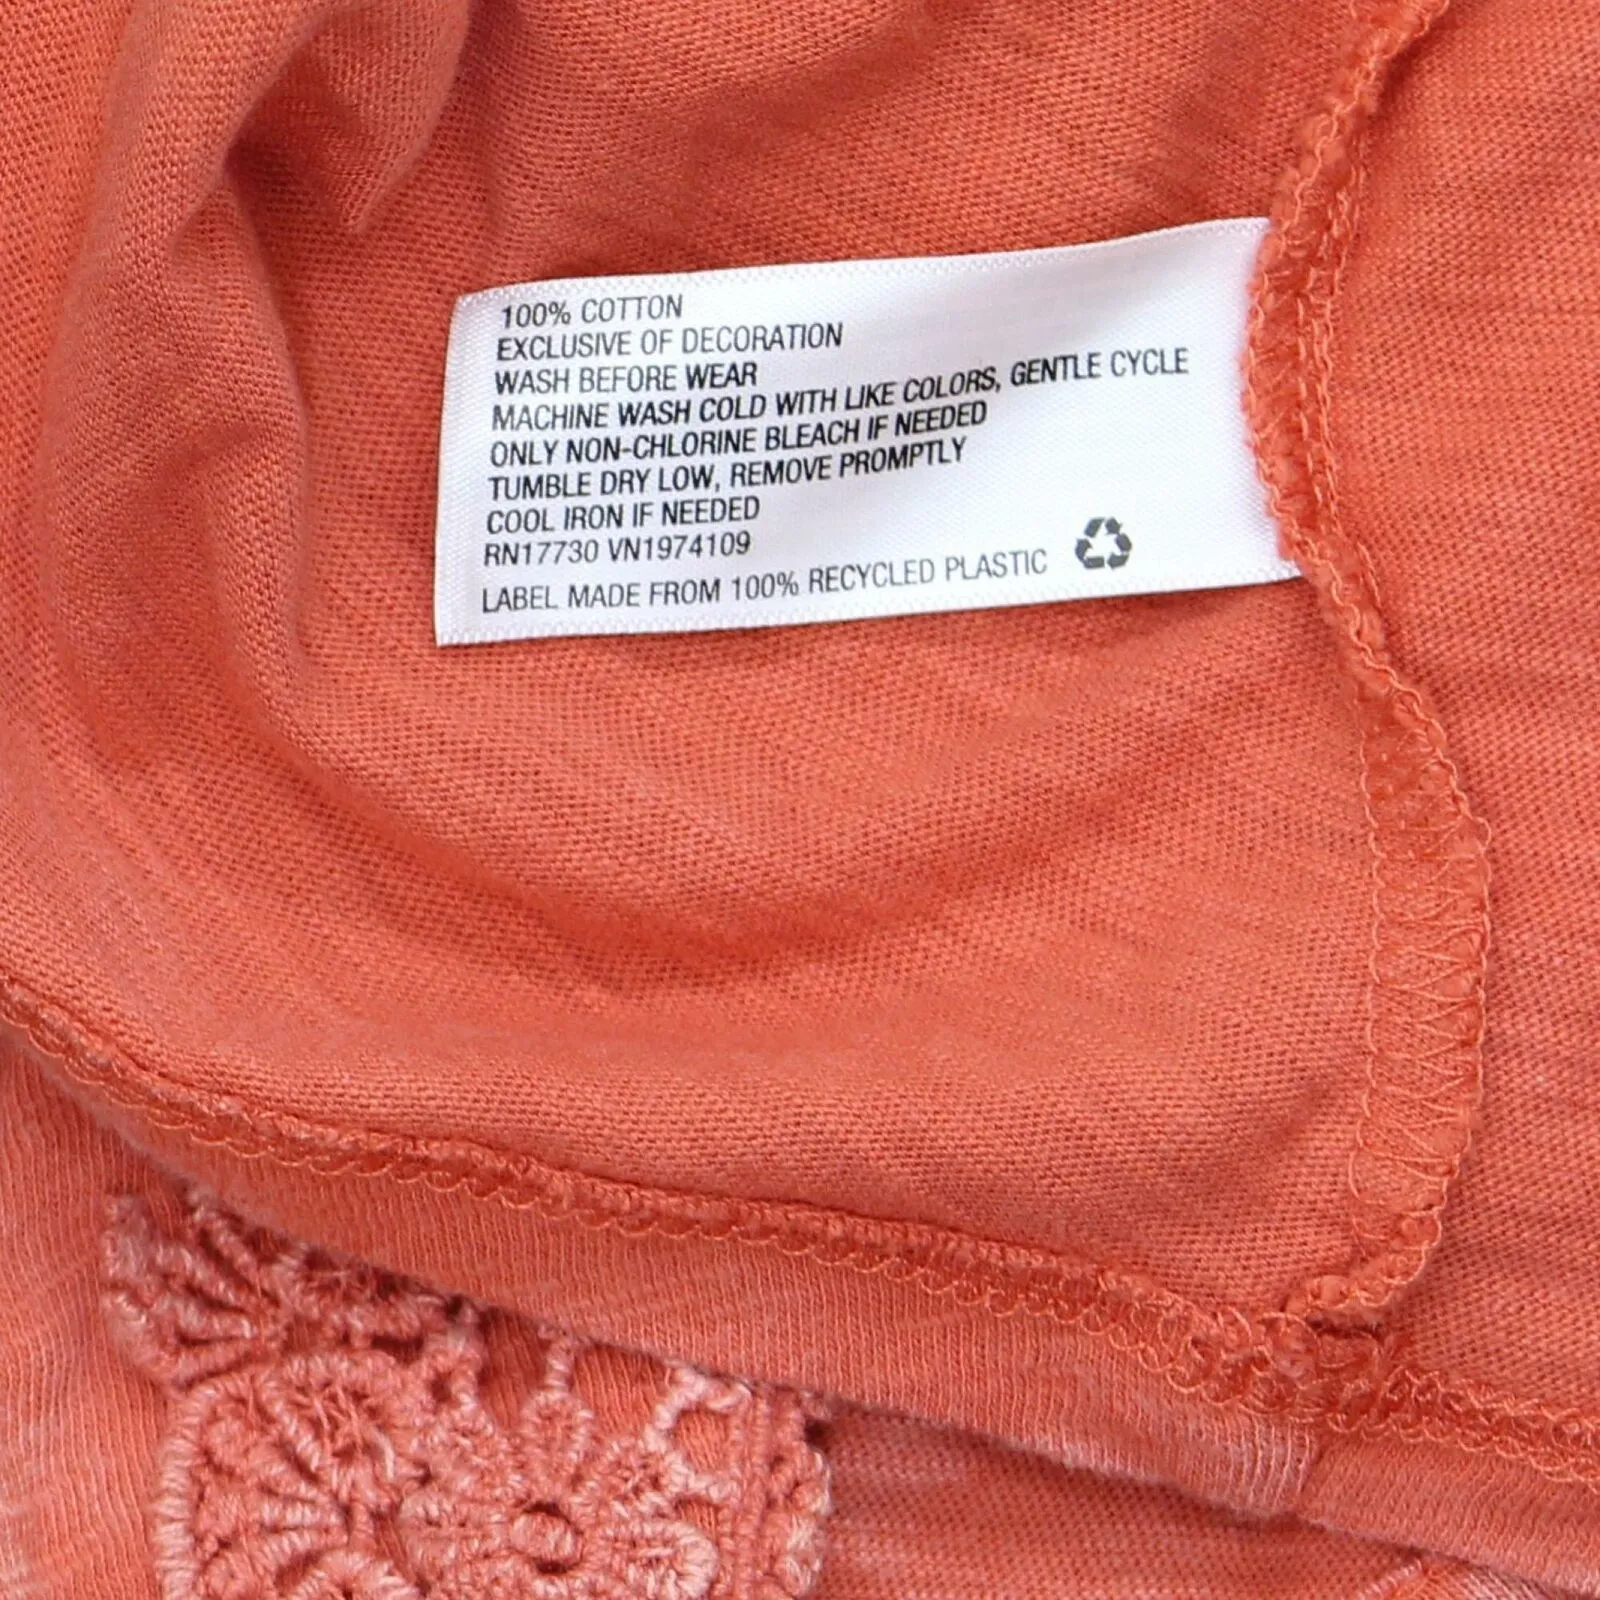 100% COTTON
EXCLUSIVE OF DECORATION
WASH BEFORE WEAR
MACHINE WASH COLD WITH LIKE COLORS, GENTLE CYCLE
ONLY NON-CHLORINE BLEACH IF NEEDED
TUMBLE DRY LOW, REMOVE PROMPTLY
COOL IRON IF NEEDED
RN17730 VN1974109
LABEL MADE FROM 100% RECYCLED PLASTIC